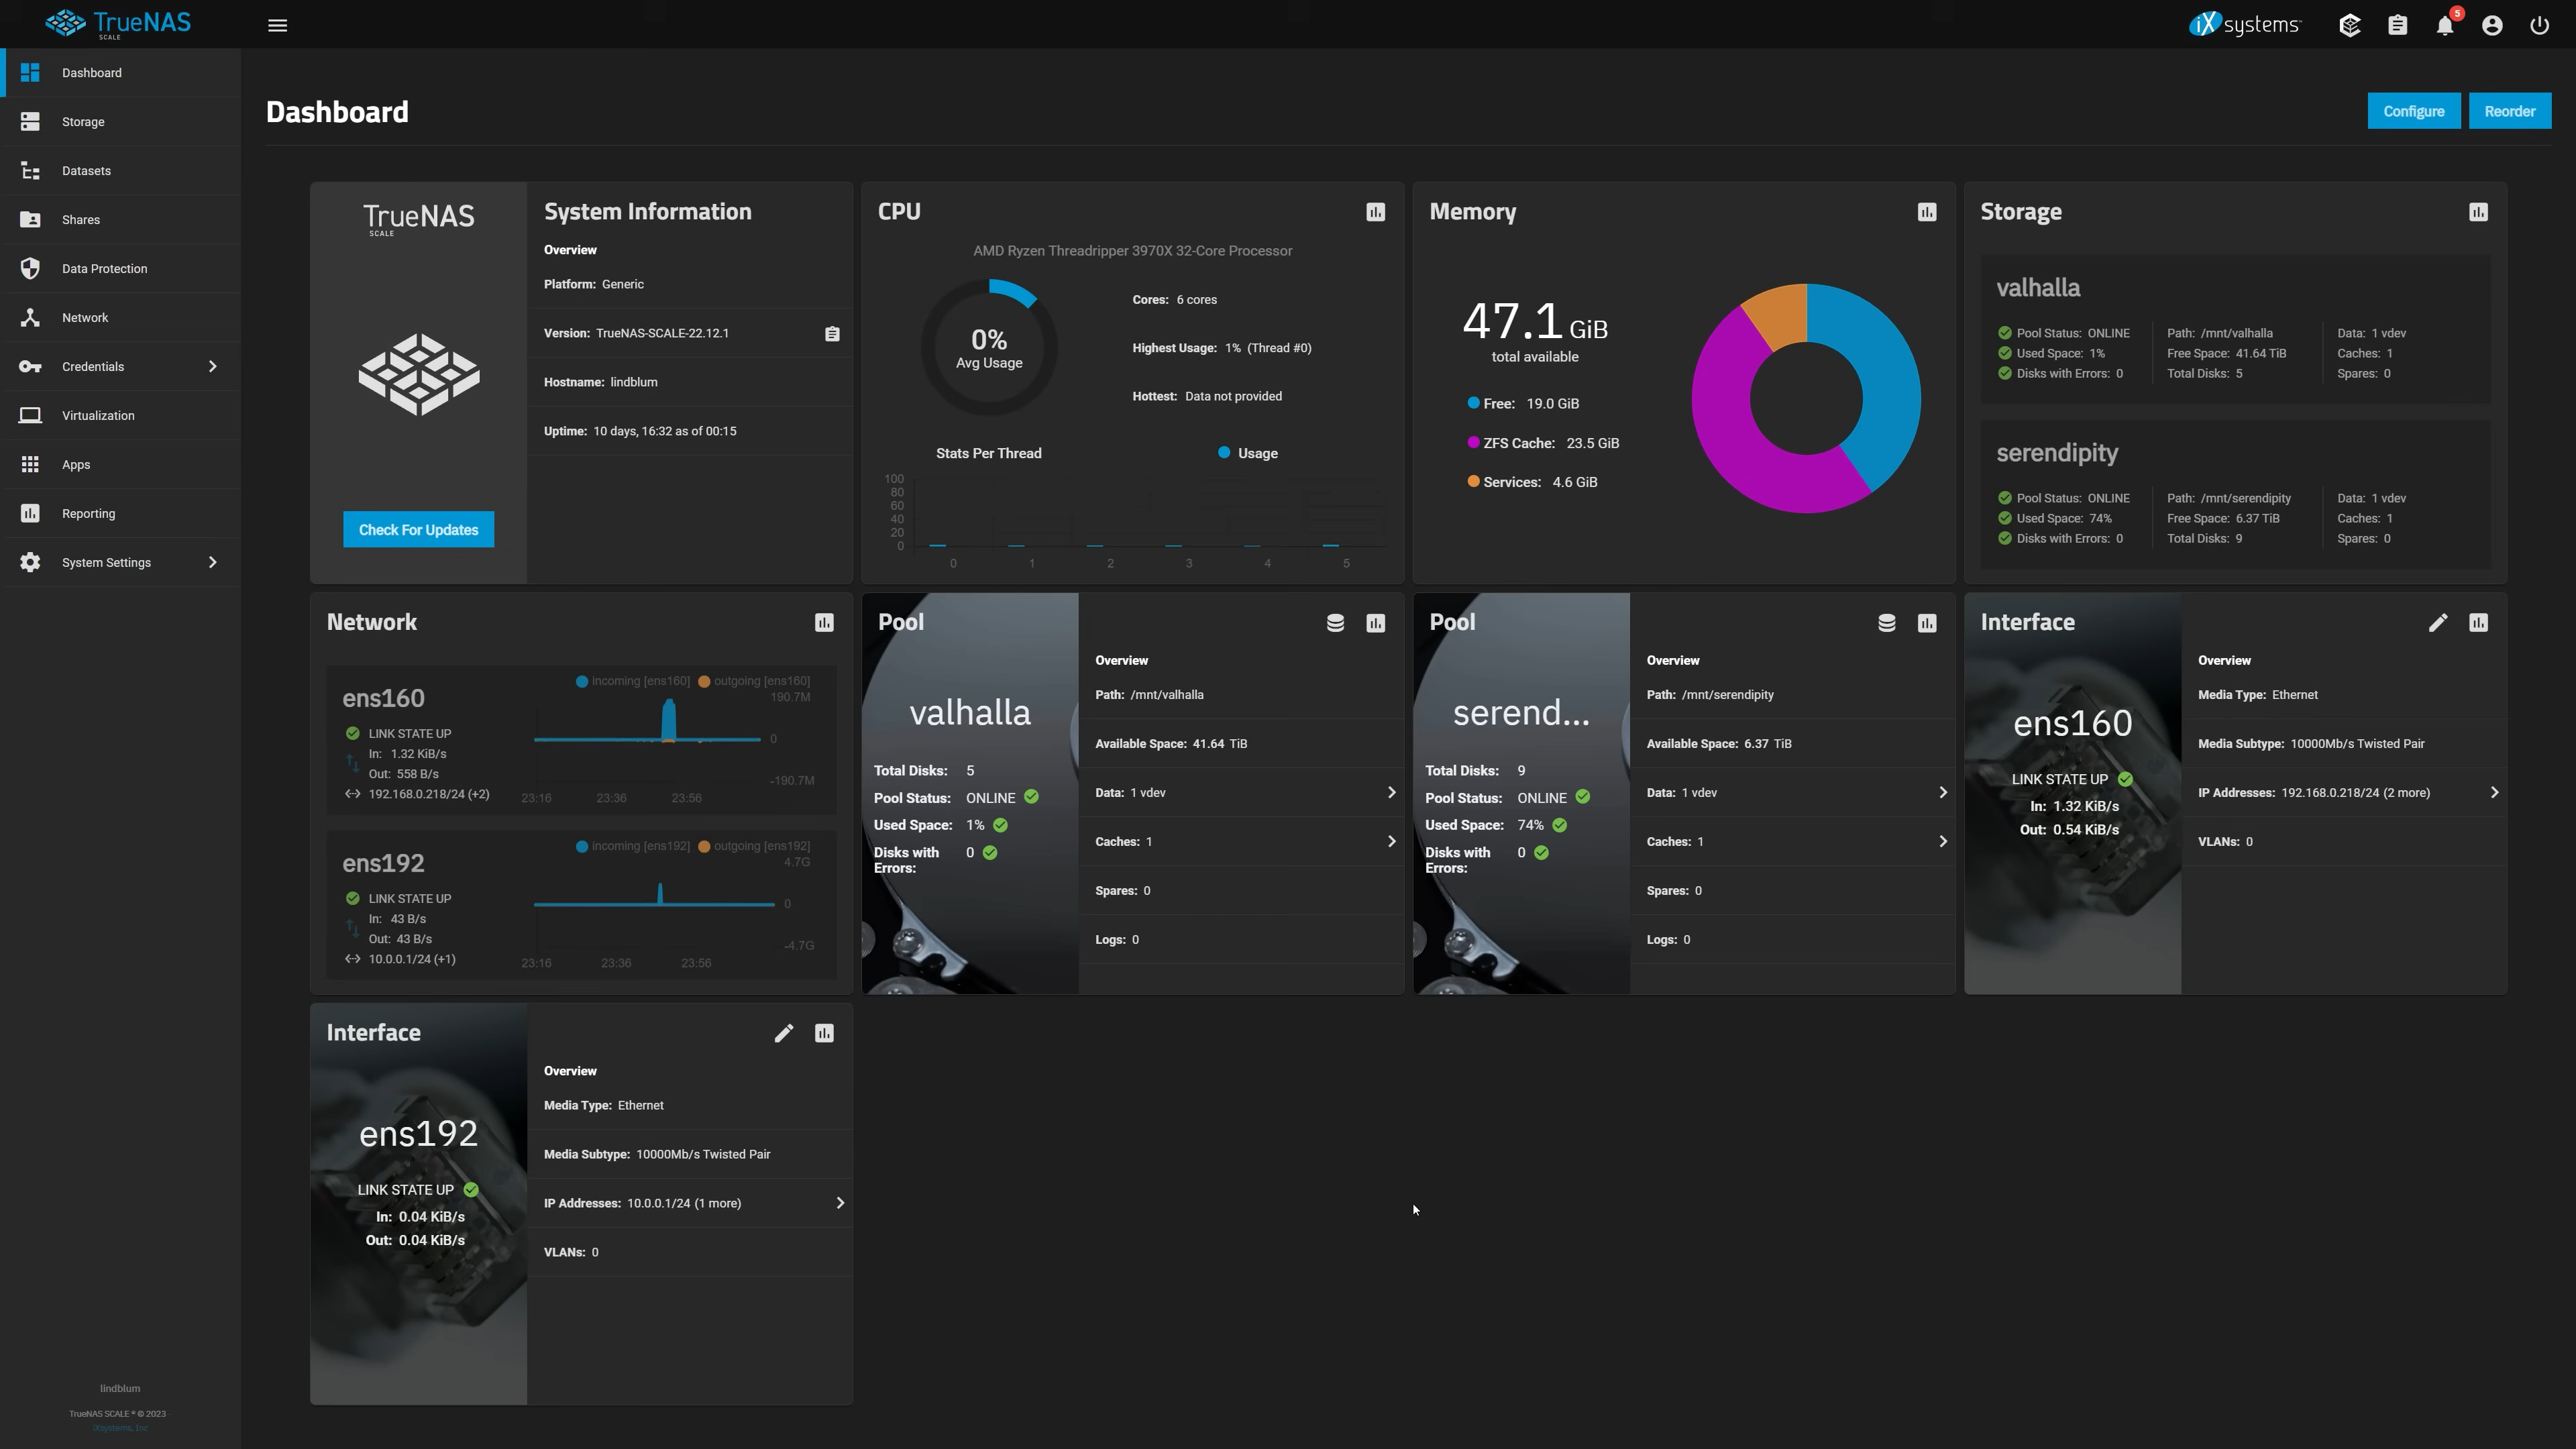 TrueNAS
SCALE
iXsystems™
5
Dashboard
Storage
Datasets
Shares
Data Protection
Network
Credentials
Virtualization
Apps
Reporting
System Settings
lindblum
TrueNAS SCALE ® © 2023 -
iXsystems, Inc
Dashboard
Configure
Reorder
TrueNAS
SCALE
Check For Updates
System Information
Overview
Platform: Generic
Version: TrueNAS-SCALE-22.12.1
Hostname: lindblum
Uptime: 10 days, 16:32 as of 00:15
CPU
AMD Ryzen Threadripper 3970X 32-Core Processor
0%
Avg Usage
Cores: 6 cores
Highest Usage: 1% (Thread #0)
Hottest: Data not provided
Stats Per Thread
Usage
100
80
60
40
20
0
0 1 2 3 4 5
Memory
47.1 GiB
total available
Free: 19.0 GiB
ZFS Cache: 23.5 GiB
Services: 4.6 GiB
Storage
valhalla
Pool Status: ONLINE
Used Space: 1%
Disks with Errors: 0
Path: /mnt/valhalla
Free Space: 41.64 TiB
Total Disks: 5
Data: 1 vdev
Caches: 1
Spares: 0
serendipity
Pool Status: ONLINE
Used Space: 74%
Disks with Errors: 0
Path: /mnt/serendipity
Free Space: 6.37 TiB
Total Disks: 9
Data: 1 vdev
Caches: 1
Spares: 0
Network
ens160
LINK STATE UP
In: 1.32 KiB/s
Out: 558 B/s
192.168.0.218/24 (+2)
incoming [ens160] outgoing [ens160]
190.7M
0
-190.7M
23:16 23:36 23:56
ens192
LINK STATE UP
In: 43 B/s
Out: 43 B/s
10.0.0.1/24 (+1)
incoming [ens192] outgoing [ens192]
4.7G
0
-4.7G
23:16 23:36 23:56
Pool
valhalla
Total Disks: 5
Pool Status: ONLINE
Used Space: 1%
Disks with Errors: 0
Overview
Path: /mnt/valhalla
Available Space: 41.64 TiB
Data: 1 vdev
Caches: 1
Spares: 0
Logs: 0
Pool
serend...
Total Disks: 9
Pool Status: ONLINE
Used Space: 74%
Disks with Errors: 0
Overview
Path: /mnt/serendipity
Available Space: 6.37 TiB
Data: 1 vdev
Caches: 1
Spares: 0
Logs: 0
Interface
ens160
LINK STATE UP
In: 1.32 KiB/s
Out: 0.54 KiB/s
Overview
Media Type: Ethernet
Media Subtype: 10000Mb/s Twisted Pair
IP Addresses: 192.168.0.218/24 (2 more)
VLANs: 0
Interface
ens192
LINK STATE UP
In: 0.04 KiB/s
Out: 0.04 KiB/s
Overview
Media Type: Ethernet
Media Subtype: 10000Mb/s Twisted Pair
IP Addresses: 10.0.0.1/24 (1 more)
VLANs: 0